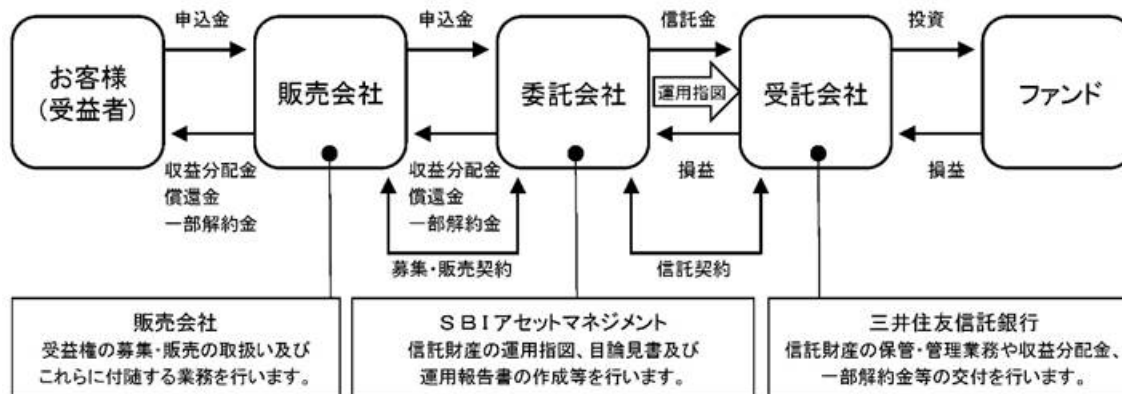 申込金
申込金
信託金
投資
お客様
(受益者)
販売会社
委託会社
運用指図
受託会社
ファンド
収益分配金
償還金
一部解約金
収益分配金
償還金
一部解約金
損益
損益
募集・販売契約
信託契約
販売会社
受益権の募集・販売の取扱い及び
これらに付随する業務を行います。
SBIアセットマネジメント
信託財産の運用指図、目論見書及び
運用報告書の作成等を行います。
三井住友信託銀行
信託財産の保管・管理業務や収益分配金、
一部解約金等の交付を行います。